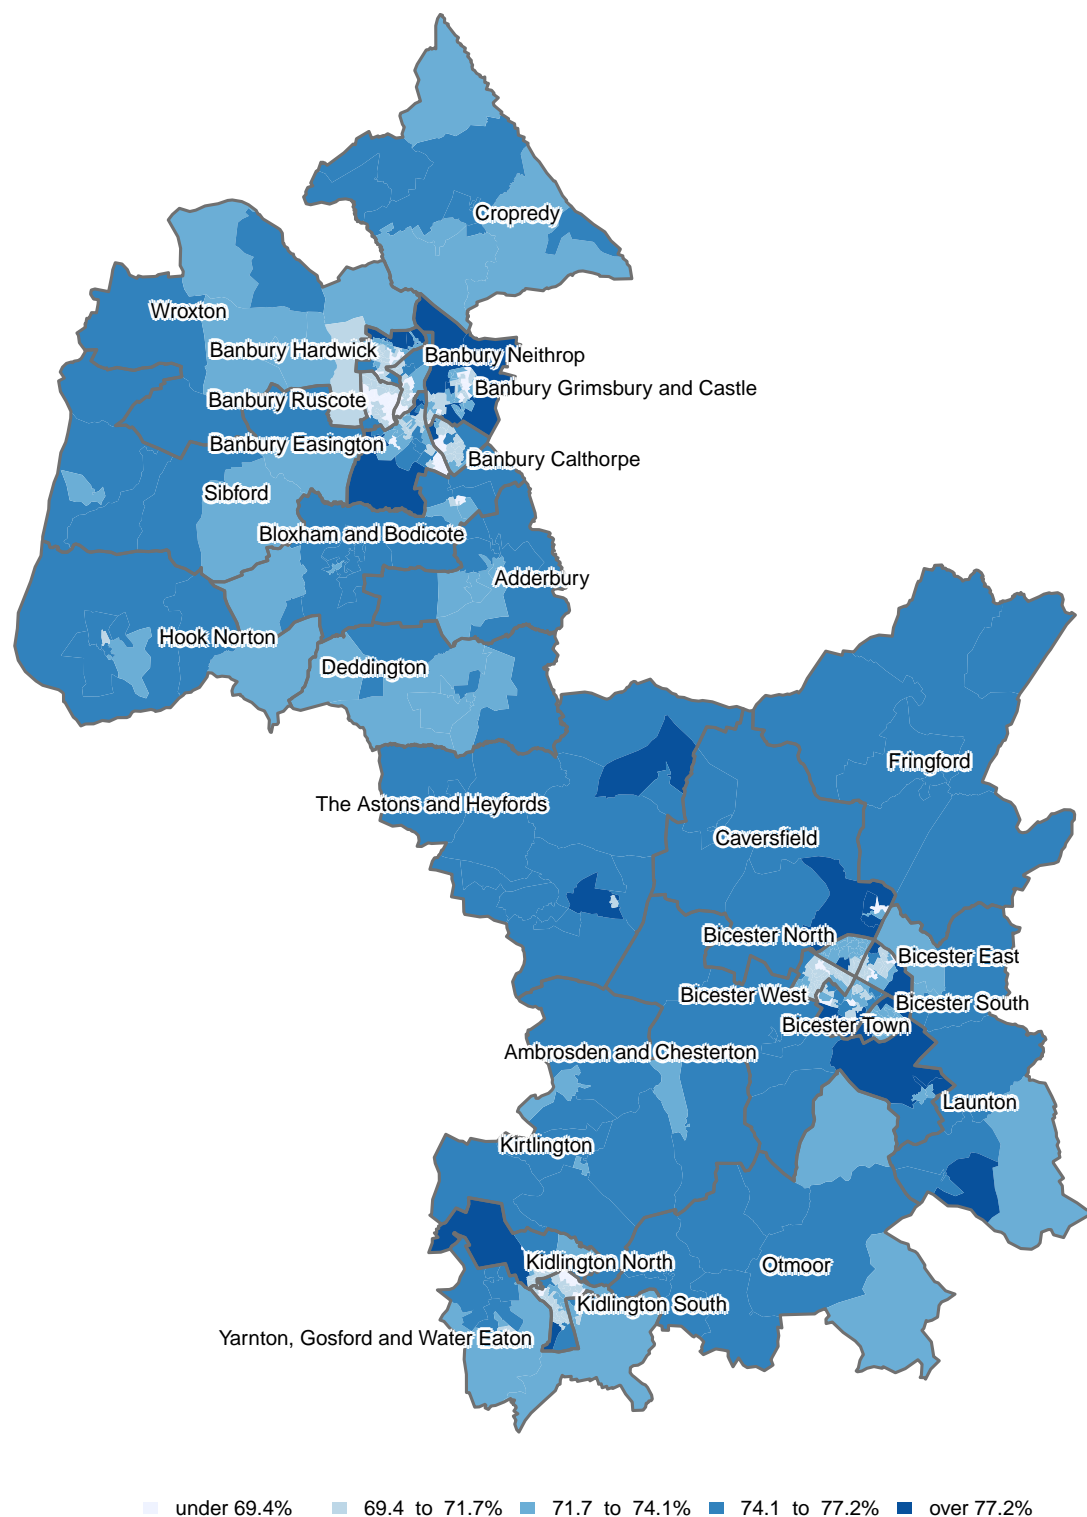 Cropredy
Wroxton
Banbury Hardwick
Banbury Neithrop
Banbury Grimsbury and Castle
Banbury Ruscote
Banbury Easington
Banbury Calthorpe
Sibford
Bloxham and Bodicote
Adderbury
Hook Norton
Deddington
Fringford
The Astons and Heyfords
Caversfield
Bicester North
Bicester East
Bicester West
Bicester South
Bicester Town
Ambrosden and Chesterton
Launton
Kirtlington
Kidlington North
Otmoor
Kidlington South
Yarnton, Gosford and Water Eaton
under 69.4% 69.4 to 71.7% 71.7 to 74.1% 74.1 to 77.2% over 77.2%